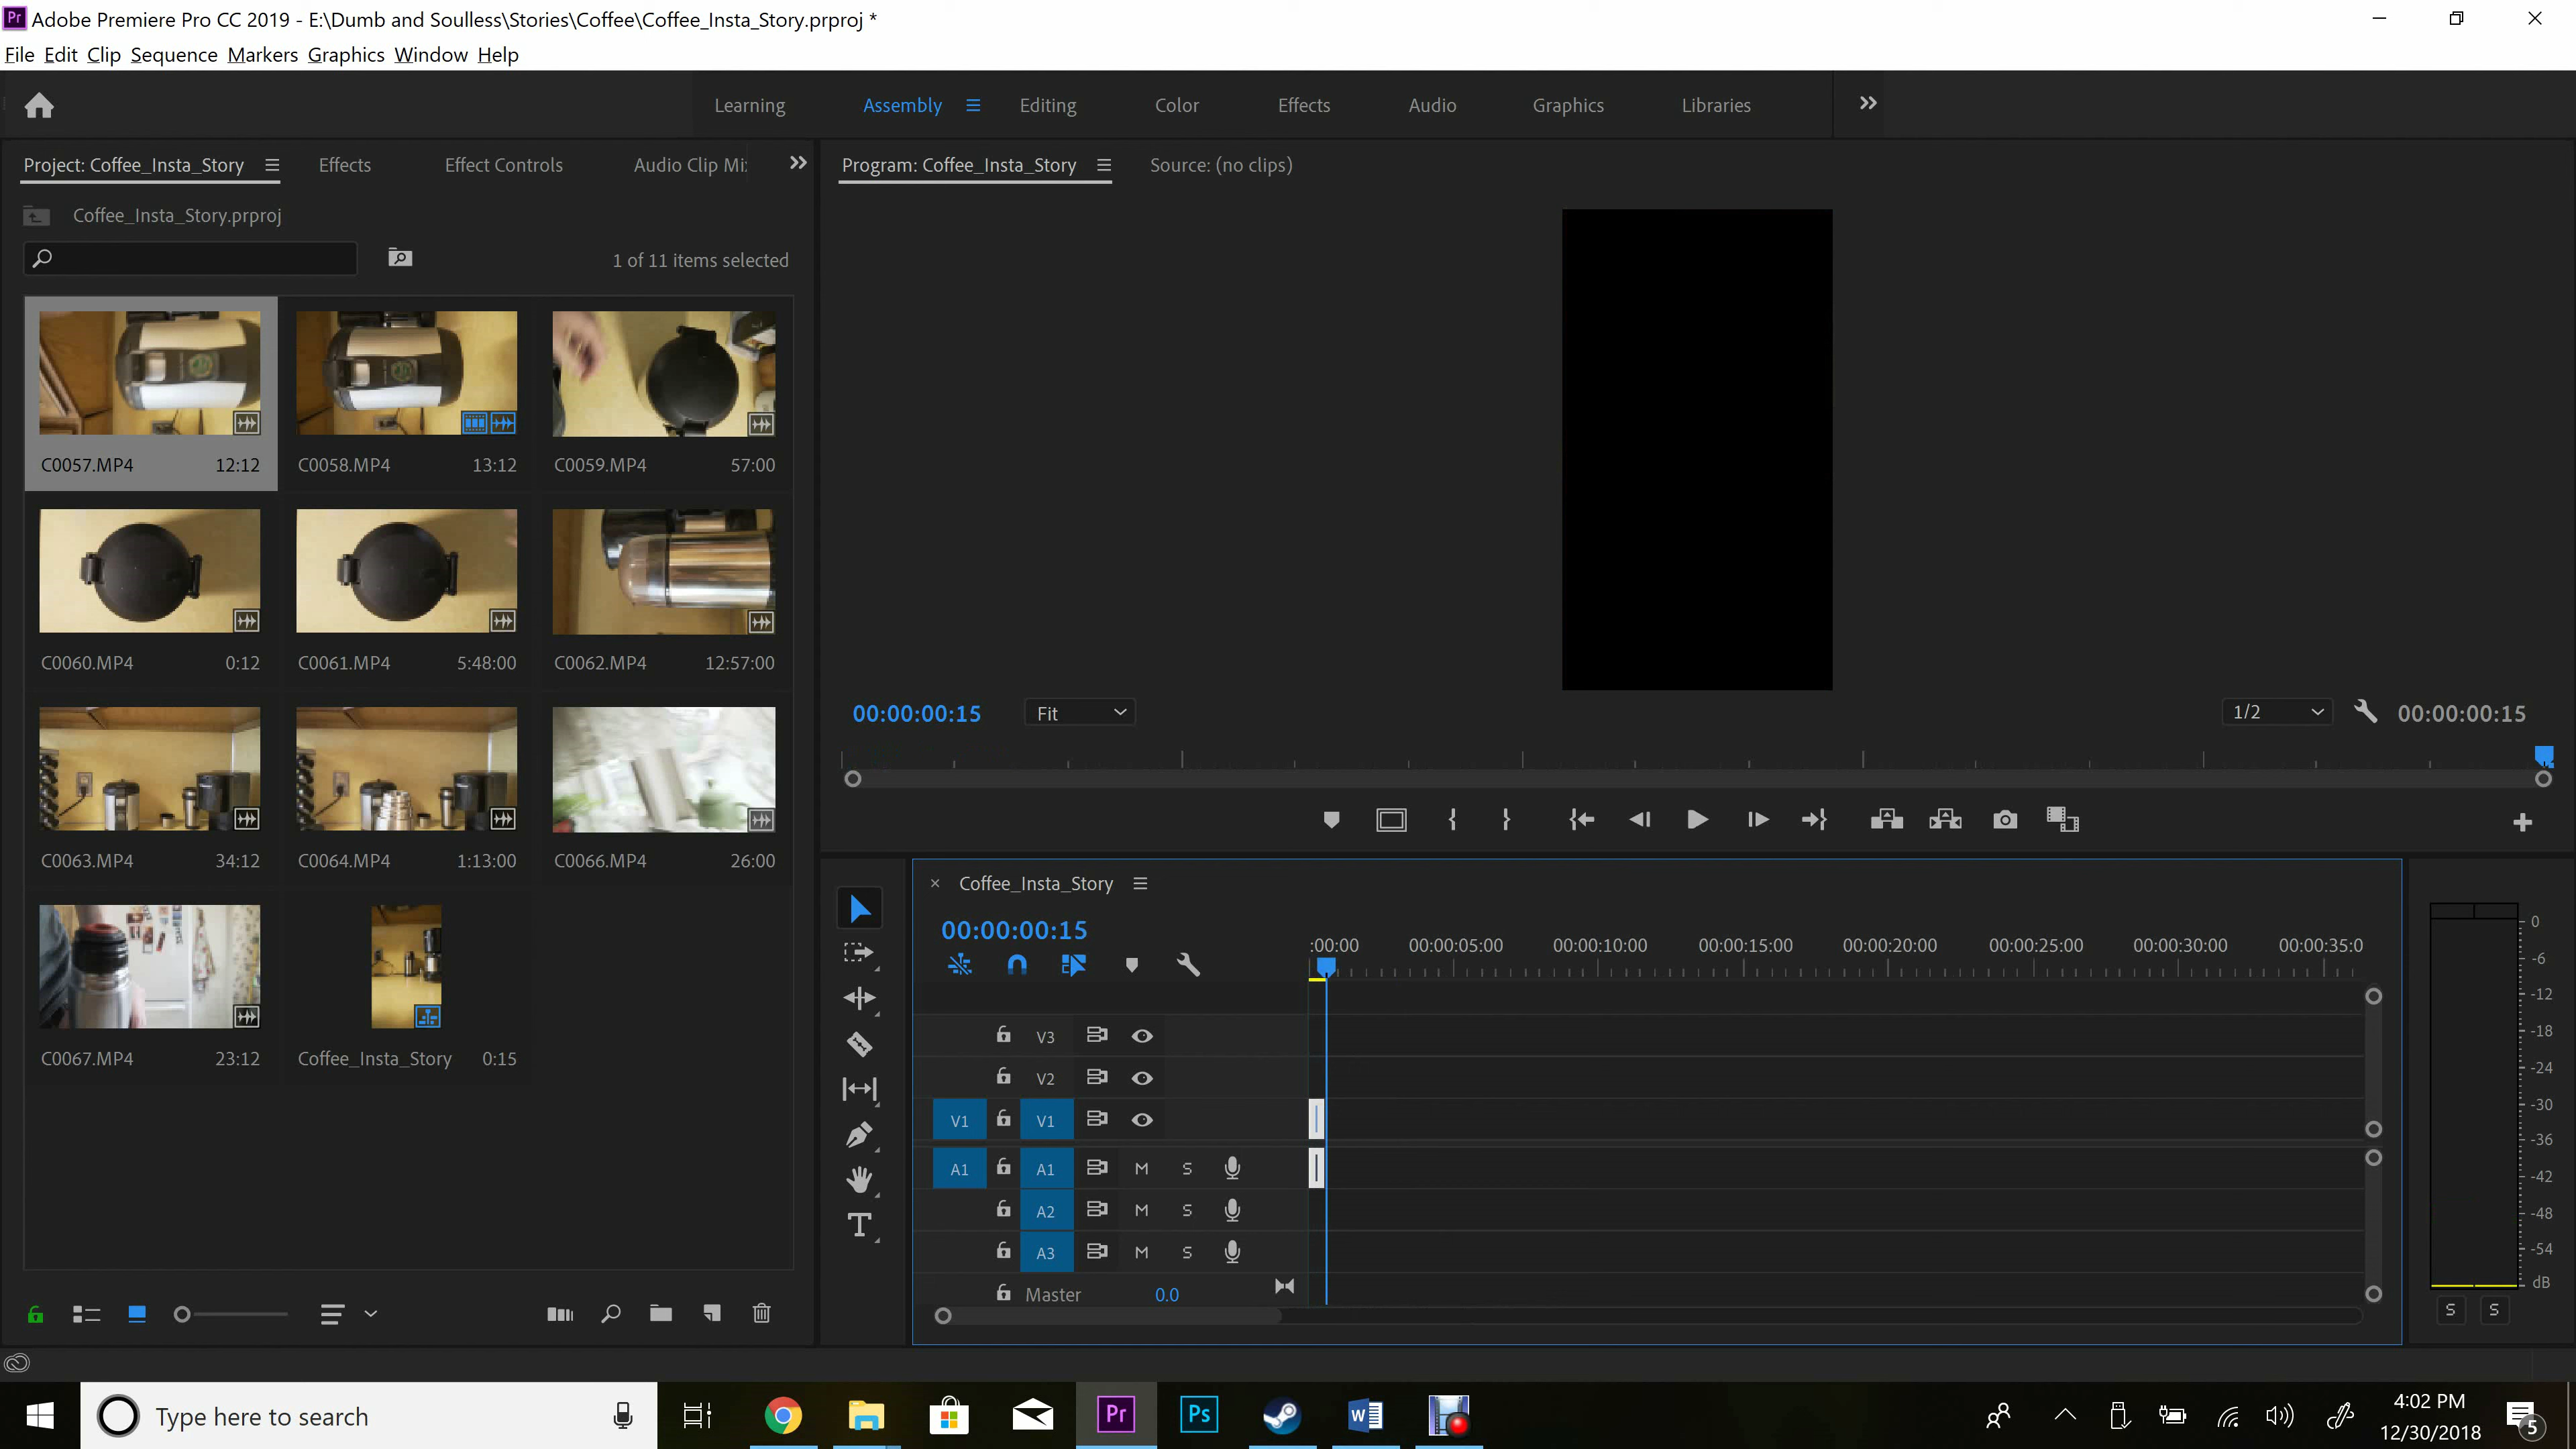 Pr Adobe Premiere Pro CC 2019 - E:\Dumb and Soulless\Stories\Coffee\Coffee_Insta_Story.prproj *
File Edit Clip Sequence Markers Graphics Window Help
Learning Assembly Editing Color Effects Audio Graphics Libraries
Project: Coffee_Insta_Story Effects Effect Controls Audio Clip Mi
Coffee_Insta_Story.prproj
1 of 11 items selected
C0057.MP4 12:12 C0058.MP4 13:12 C0059.MP4 57:00
C0060.MP4 0:12 C0061.MP4 5:48:00 C0062.MP4 12:57:00
C0063.MP4 34:12 C0064.MP4 1:13:00 C0066.MP4 26:00
C0067.MP4 23:12 Coffee_Insta_Story 0:15
Program: Coffee_Insta_Story Source: (no clips)
00:00:00:15 Fit 1/2 00:00:00:15
× Coffee_Insta_Story
00:00:00:15
:00:00 00:00:05:00 00:00:10:00 00:00:15:00 00:00:20:00 00:00:25:00 00:00:30:00 00:00:35:0
V3
V2
V1 V1
A1 A1 M S
A2 M S
A3 M S
Master 0.0
T
0
-6
-12
-18
-24
-30
-36
-42
-48
-54
dB
S S
Type here to search
Pr Ps W
4:02 PM
12/30/2018
5